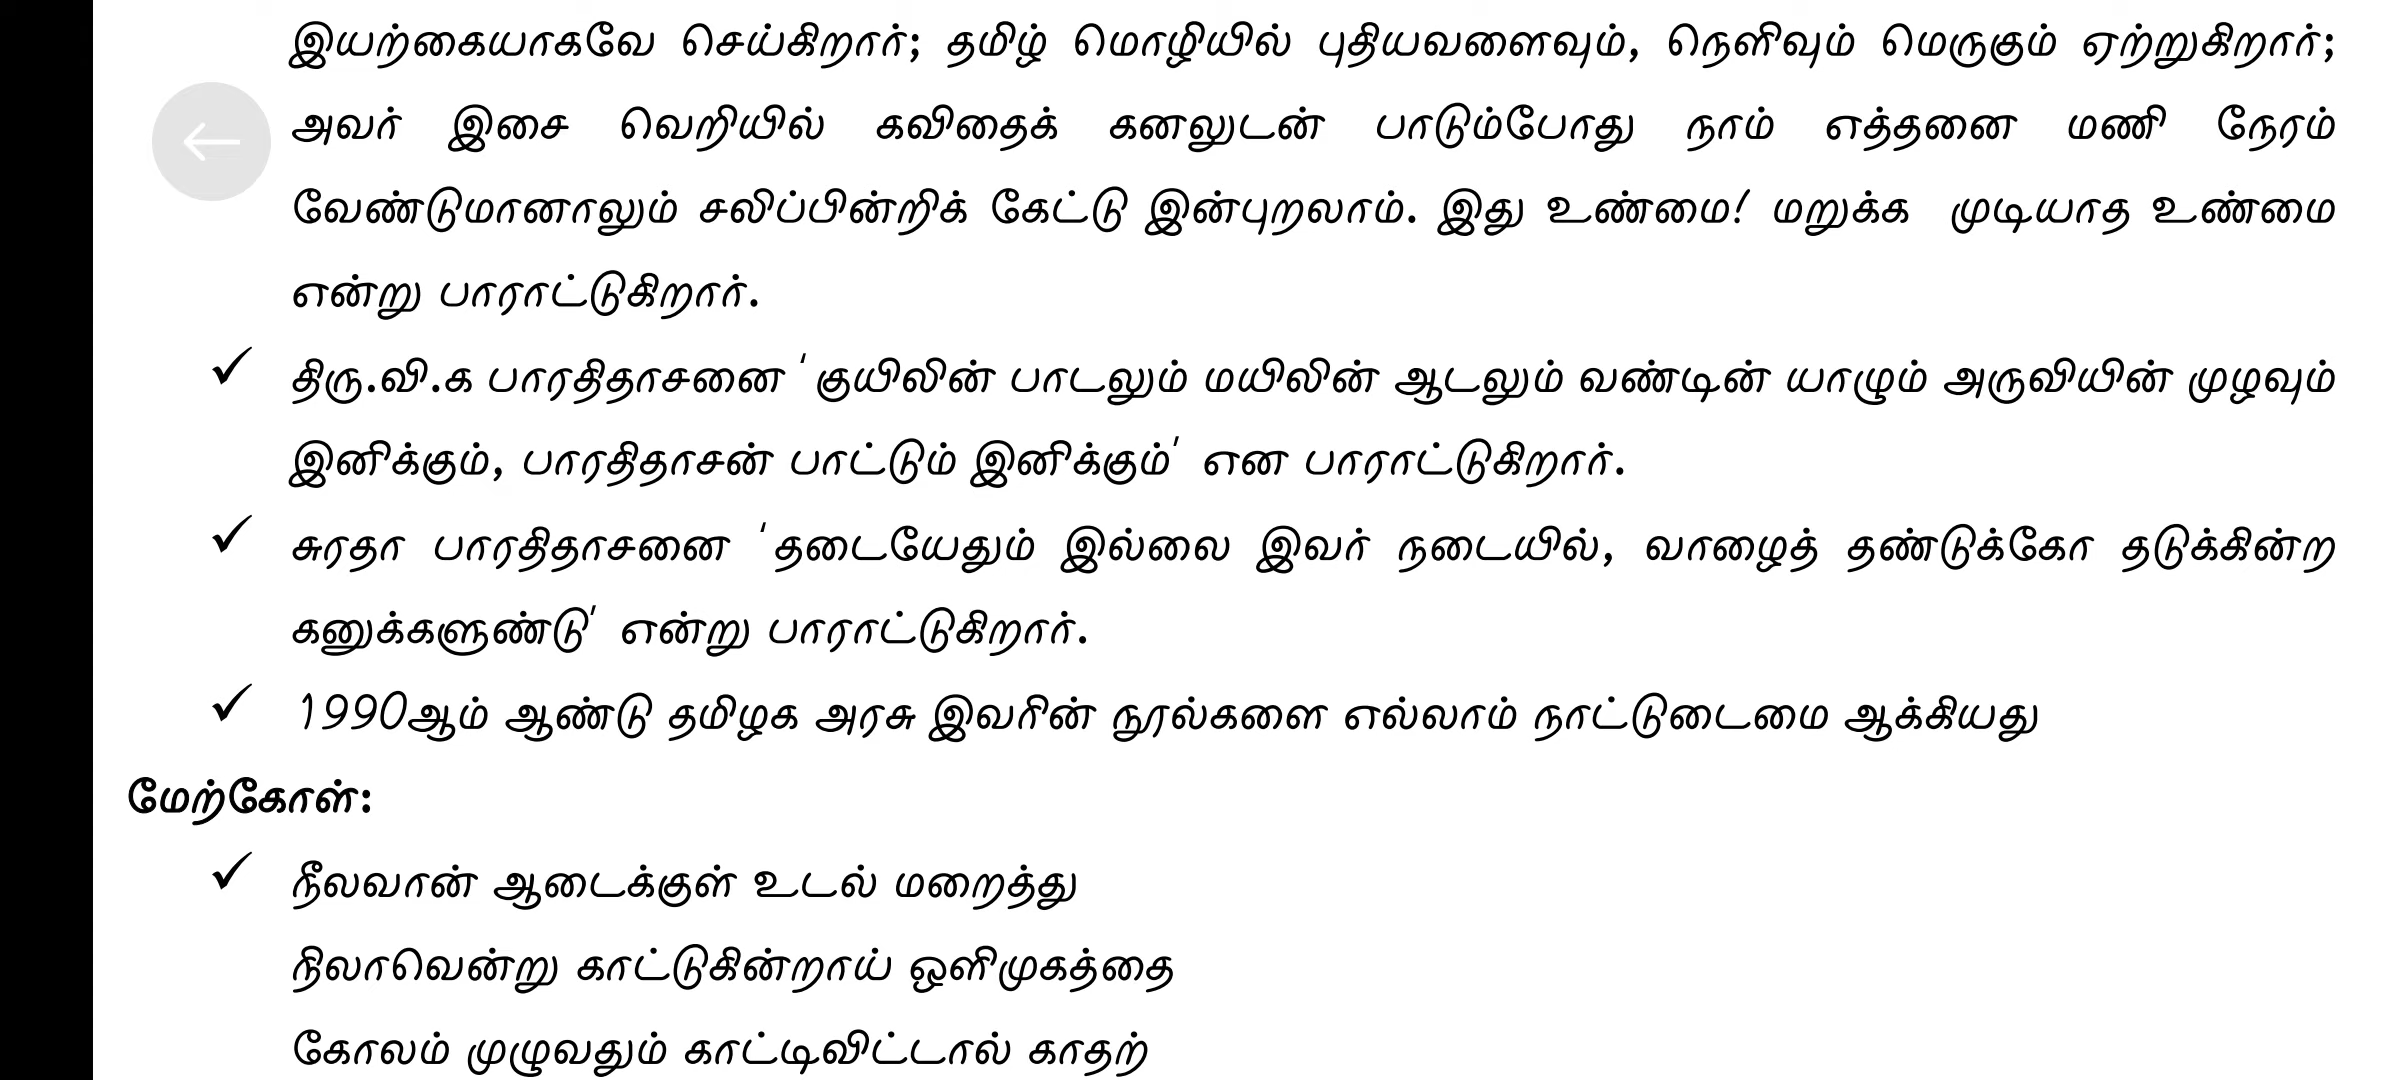 இயற்கையாகவே செய்கிறார்; தமிழ் மொழியில் புதியவளைவும், நெளிவும் மெருகும் ஏற்றுகிறார்;
அவர் இசை வெறியில் கவிதைக் கனலுடன் பாடும்போது நாம் எத்தனை மணி நேரம்
வேண்டுமானாலும் சலிப்பின்றிக் கேட்டு இன்புறலாம். இது உண்மை! மறுக்க முடியாத உண்மை
என்று பாராட்டுகிறார்.
✓ திரு.வி.க பாரதிதாசனை 'குயிலின் பாடலும் மயிலின் ஆடலும் வண்டின் யாழும் அருவியின் முழவும்
இனிக்கும், பாரதிதாசன் பாட்டும் இனிக்கும்' என பாராட்டுகிறார்.
✓ சுரதா பாரதிதாசனை 'தடையேதும் இல்லை இவர் நடையில், வாழைத் தண்டுக்கோ தடுக்கின்ற
கனுக்களுண்டு' என்று பாராட்டுகிறார்.
✓ 1990ஆம் ஆண்டு தமிழக அரசு இவரின் நூல்களை எல்லாம் நாட்டுடைமை ஆக்கியது
மேற்கோள்:
✓ நீலவான் ஆடைக்குள் உடல் மறைத்து
நிலாவென்று காட்டுகின்றாய் ஒளிமுகத்தை
கோலம் முழுவதும் காட்டிவிட்டால் காதற்